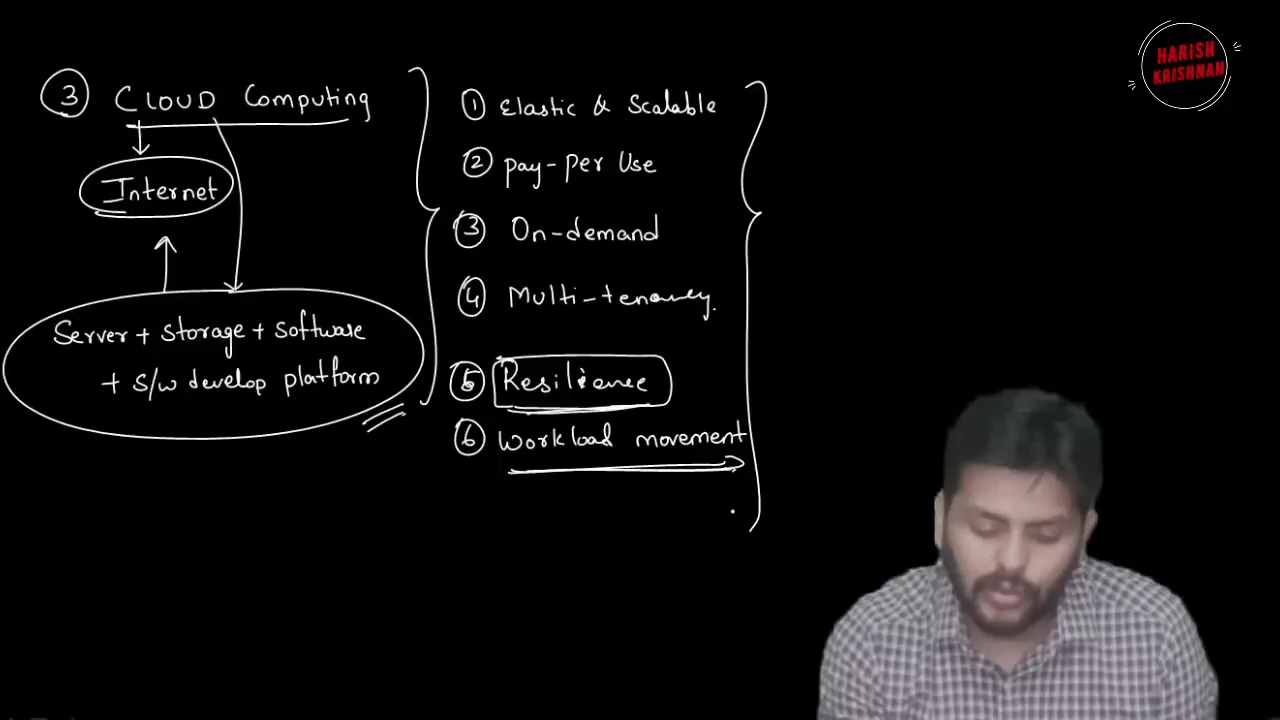 3 CLOUD Computing
Internet
Server + Storage + Software
+ s/w develop platform
1 Elastic & Scalable
2 pay-per Use
3 On-demand
4 Multi-tenancy.
5 Resilience
6 Workload movement
HARISH
KRISHNAN